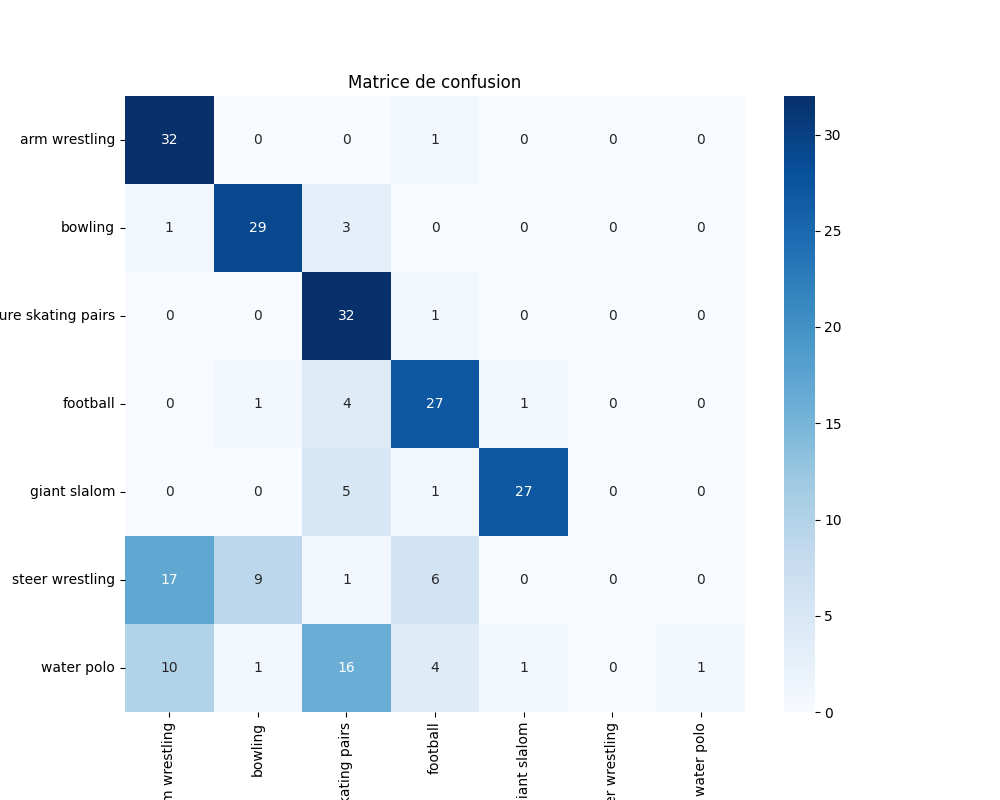 Matrice de confusion
arm wrestling 32 0 0 1 0 0 0
bowling 1 29 3 0 0 0 0
ure skating pairs 0 0 32 1 0 0 0
football 0 1 4 27 1 0 0
giant slalom 0 0 5 1 27 0 0
steer wrestling 17 9 1 6 0 0 0
water polo 10 1 16 4 1 0 1
m wrestling
bowling
kating pairs
football
iant slalom
er wrestling
water polo
30
25
20
15
10
5
0